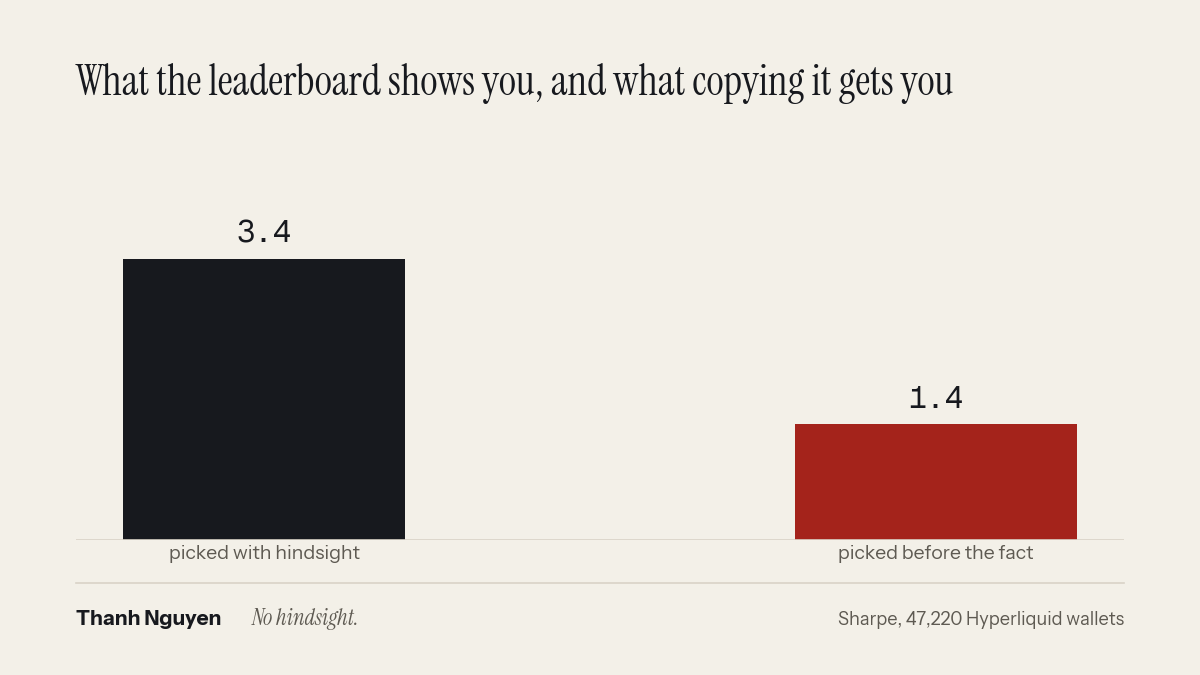 What the leaderboard shows you, and what copying it gets you
3.4
1.4
picked with hindsight
picked before the fact
Thanh Nguyen
No hindsight.
Sharpe, 47,220 Hyperliquid wallets